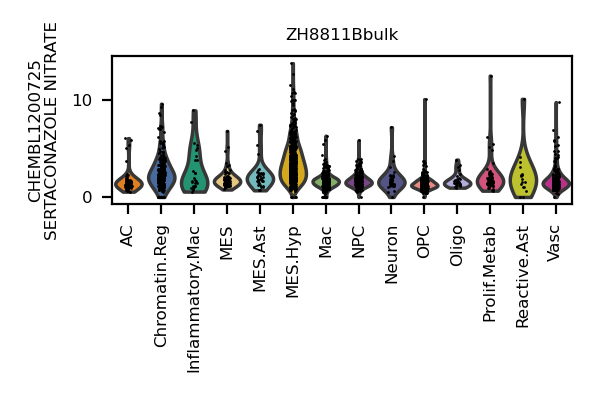 ZH8811Bbulk
CHEMBL1200725
SERTACONAZOLE NITRATE
10
0
AC
Chromatin.Reg
Inflammatory.Mac
MES
MES.Ast
MES.Hyp
Mac
NPC
Neuron
OPC
Oligo
Prolif.Metab
Reactive.Ast
Vasc